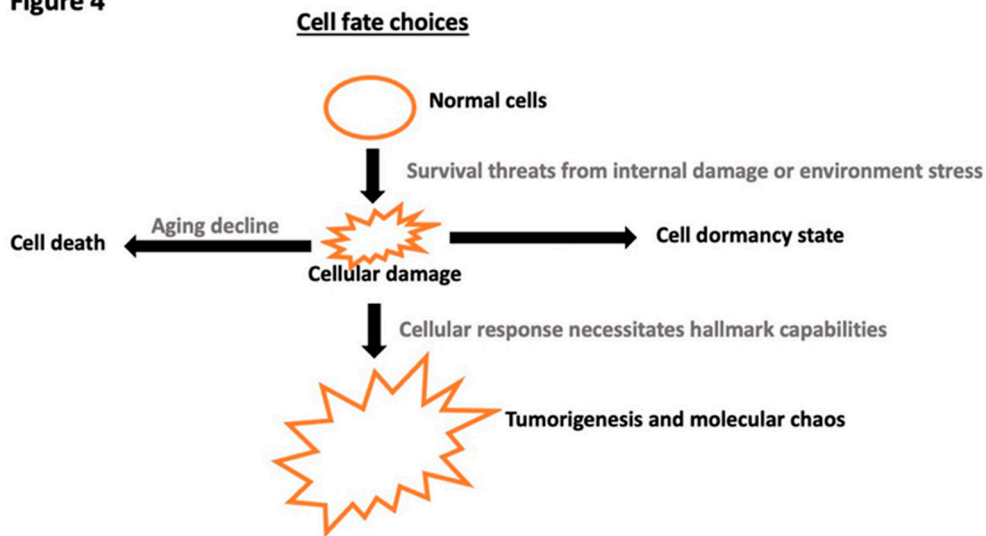 Figure 4
Cell fate choices
Normal cells
Survival threats from internal damage or environment stress
Aging decline
Cell death
Cell dormancy state
Cellular damage
Cellular response necessitates hallmark capabilities
Tumorigenesis and molecular chaos